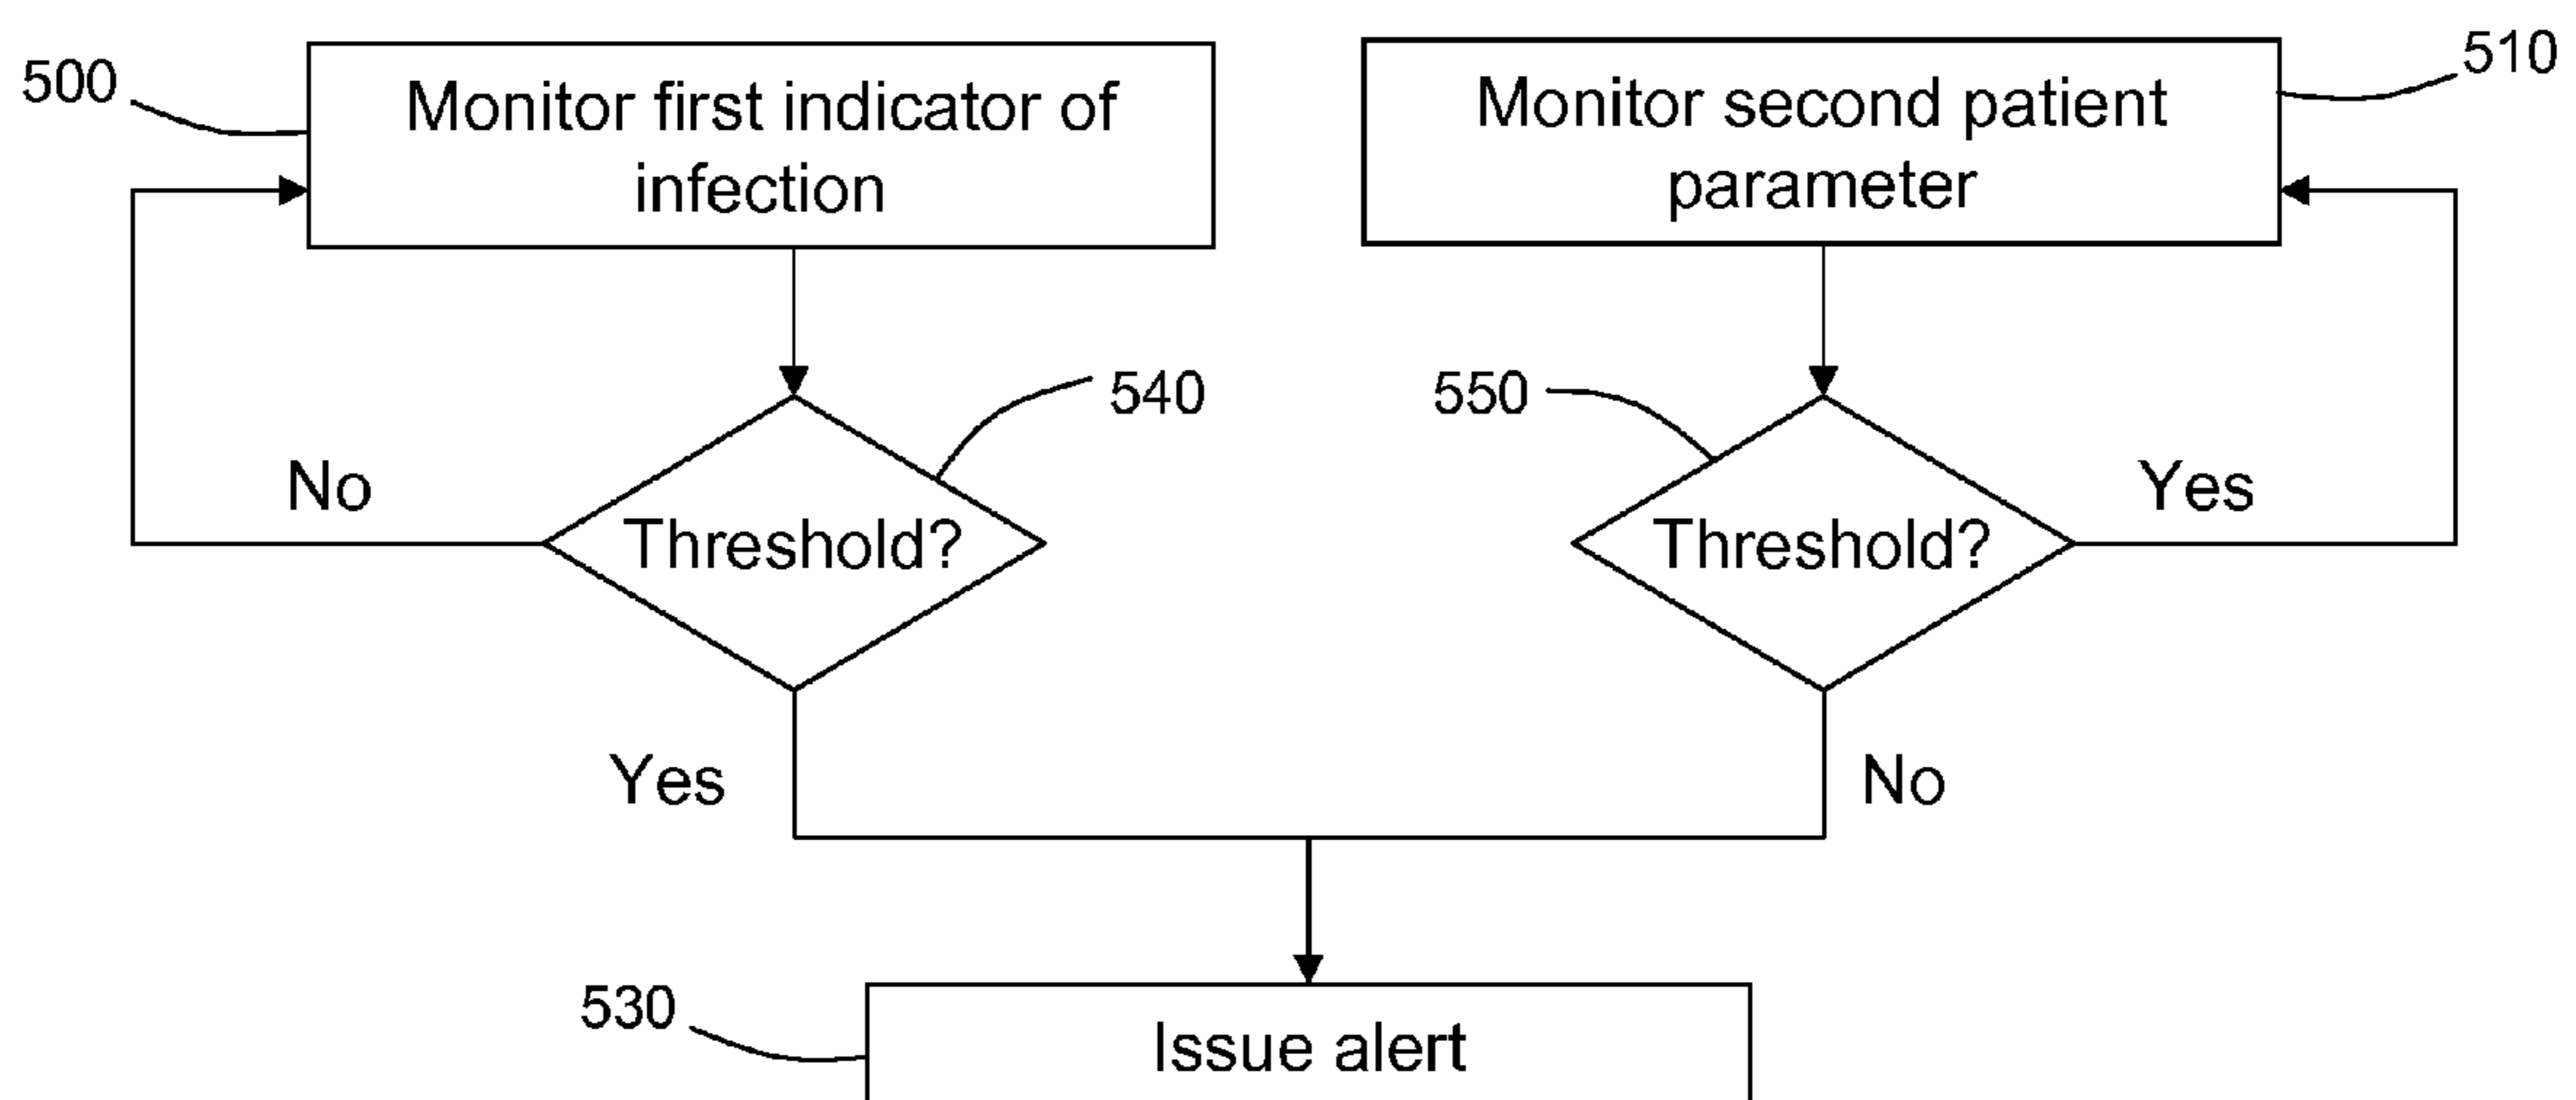 500
Monitor first indicator of
infection
Monitor second patient
parameter
510
540
550
No
Threshold?
Threshold?
Yes
Yes
No
530
Issue alert